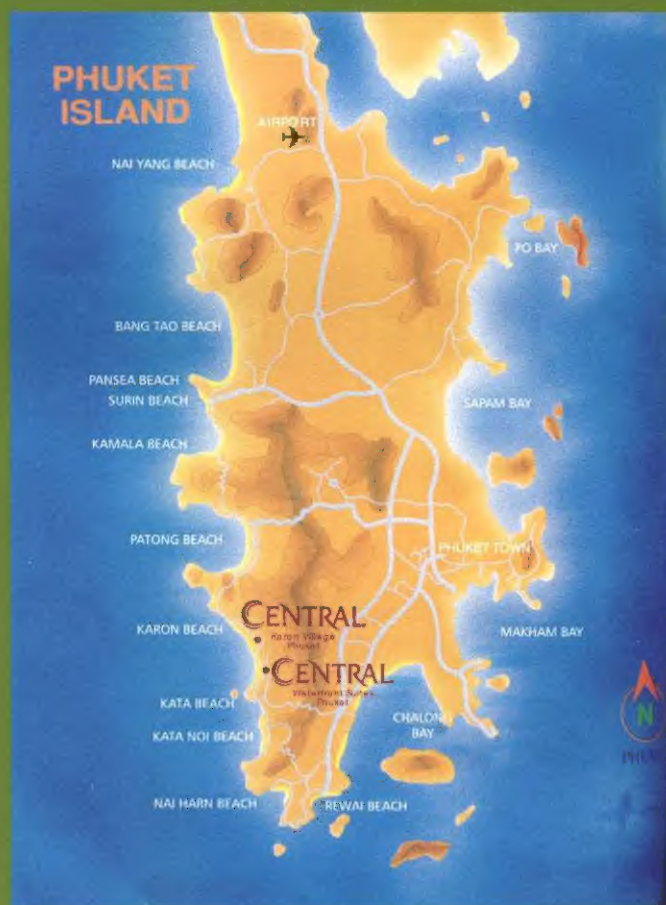 PHUKET
ISLAND
AIRPORT
NAI YANG BEACH
PO BAY
BANG TAO BEACH
PANSEA BEACH
SURIN BEACH
SAPAM BAY
KAMALA BEACH
PATONG BEACH
PHUKET TOWN
CENTRAL
Karon Village
Phuket
KARON BEACH
MAKHAM BAY
CENTRAL
Waterfront Suites
Phuket
KATA BEACH
CHALONG
BAY
N
KATA NOI BEACH
NAI HARN BEACH
REWAI BEACH